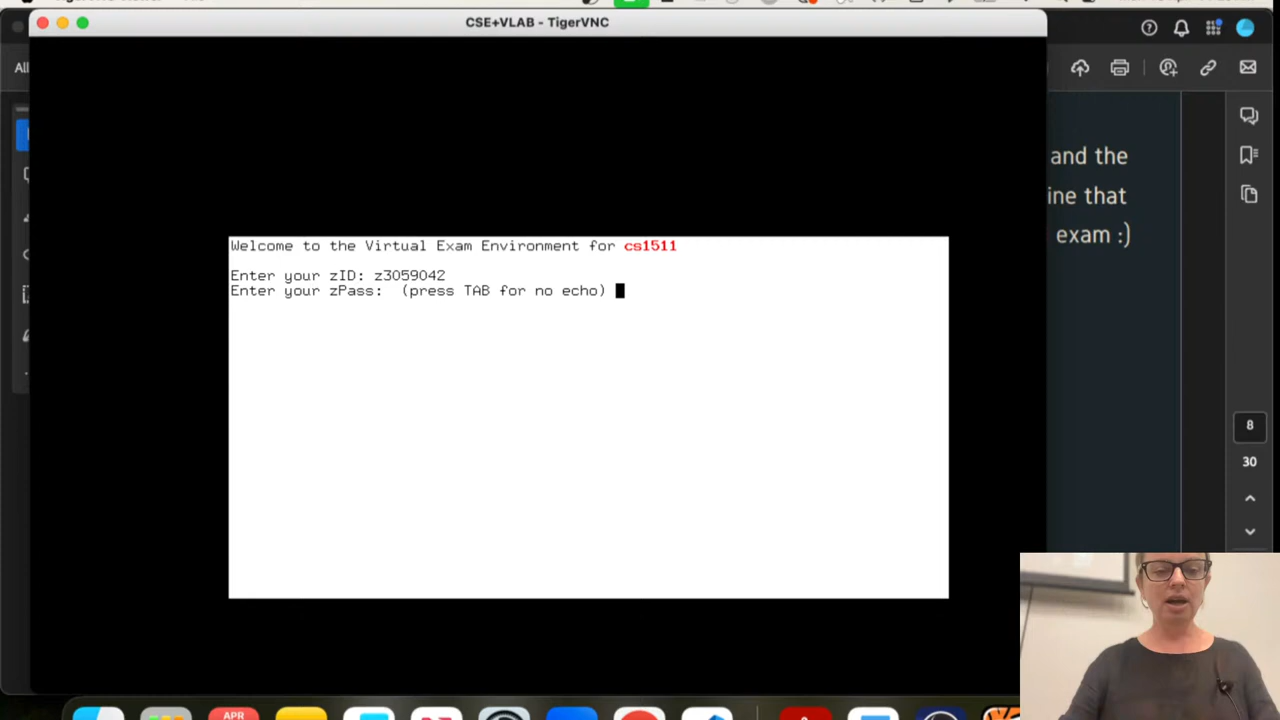 CSE+VLAB - TigerVNC
All
and the
ine that
exam :)
Welcome to the Virtual Exam Environment for cs1511
Enter your zID: z3059042
Enter your zPass: (press TAB for no echo)
8
30
APR